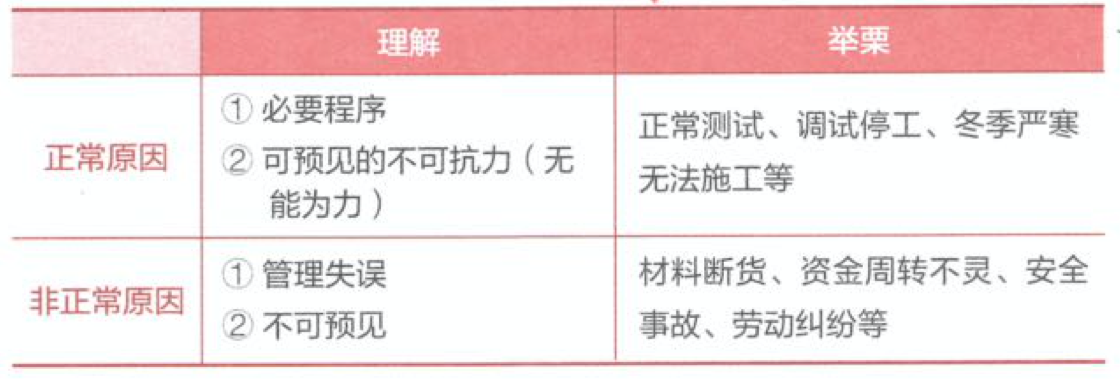 理解 举栗
正常原因
① 必要程序
② 可预见的不可抗力（无
能为力）
正常测试、调试停工、冬季严寒
无法施工等
非正常原因
① 管理失误
② 不可预见
材料断货、资金周转不灵、安全
事故、劳动纠纷等